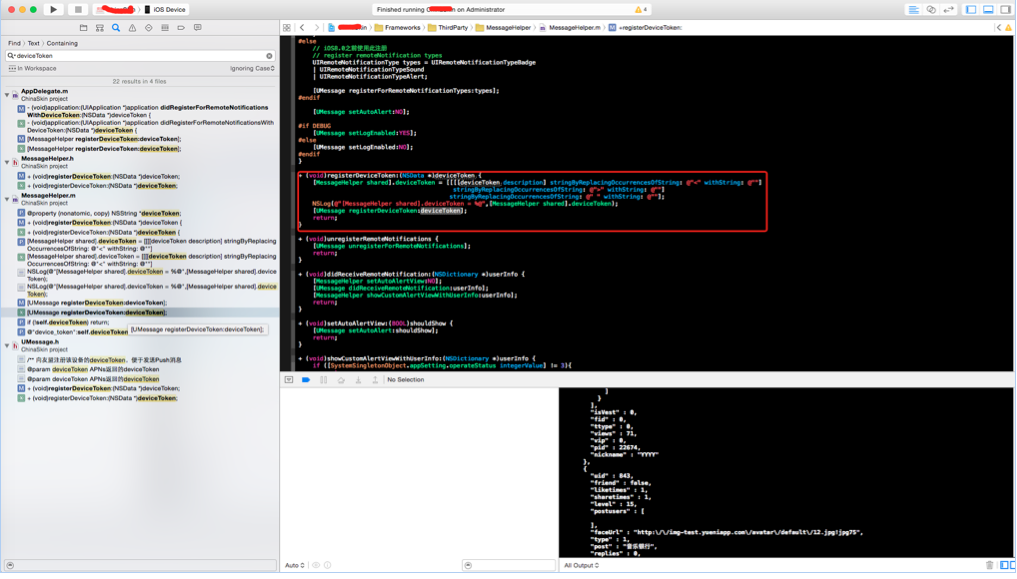 iOS Device
Finished running
on Administrator
4
Find › Text › Containing
deviceToken
In Workspace
Ignoring Case
22 results in 4 files
AppDelegate.m
ChinaSkin project
- (void)application:(UIApplication *)application didRegisterForRemoteNotifications
WithDeviceToken:(NSData *)deviceToken {
- (void)application:(UIApplication *)application didRegisterForRemoteNotificationsWith
DeviceToken:(NSData *)deviceToken {
[MessageHelper registerDeviceToken:deviceToken];
[MessageHelper registerDeviceToken:deviceToken];
MessageHelper.h
ChinaSkin project
+ (void)registerDeviceToken:(NSData *)deviceToken;
+ (void)registerDeviceToken:(NSData *)deviceToken;
MessageHelper.m
ChinaSkin project
@property (nonatomic, copy) NSString *deviceToken;
+ (void)registerDeviceToken:(NSData *)deviceToken {
+ (void)registerDeviceToken:(NSData *)deviceToken {
[MessageHelper shared].deviceToken = [[[[deviceToken description] stringByReplacing
OccurrencesOfString: @"<" withString: @""]
[MessageHelper shared].deviceToken = [[[[deviceToken description] stringByReplacing
OccurrencesOfString: @"<" withString: @""]
NSLog(@"[MessageHelper shared].deviceToken = %@",[MessageHelper shared].device
Token);
NSLog(@"[MessageHelper shared].deviceToken = %@",[MessageHelper shared].device
Token);
[UMessage registerDeviceToken:deviceToken];
[UMessage registerDeviceToken:deviceToken];
if (!self.deviceToken) return;
@"device_token":self.deviceToken
[UMessage registerDeviceToken:deviceToken];
UMessage.h
ChinaSkin project
/** 向友盟注册该设备的deviceToken，便于发送Push消息
@param deviceToken APNs返回的deviceToken
@param deviceToken APNs返回的deviceToken
+ (void)registerDeviceToken:(NSData *)deviceToken;
+ (void)registerDeviceToken:(NSData *)deviceToken;
Frameworks › ThirdParty › MessageHelper › MessageHelper.m › +registerDeviceToken:
#else
// iOS8.0之前使用此注册
// register remoteNotification types
UIRemoteNotificationType types = UIRemoteNotificationTypeBadge
| UIRemoteNotificationTypeSound
| UIRemoteNotificationTypeAlert;
[UMessage registerForRemoteNotificationTypes:types];
#endif
[UMessage setAutoAlert:NO];
#if DEBUG
[UMessage setLogEnabled:YES];
#else
[UMessage setLogEnabled:NO];
#endif
}
+ (void)registerDeviceToken:(NSData *)deviceToken {
[MessageHelper shared].deviceToken = [[[[deviceToken description] stringByReplacingOccurrencesOfString: @"<" withString: @""]
stringByReplacingOccurrencesOfString: @">" withString: @""]
stringByReplacingOccurrencesOfString: @" " withString: @""];
NSLog(@"[MessageHelper shared].deviceToken = %@",[MessageHelper shared].deviceToken);
[UMessage registerDeviceToken:deviceToken];
return;
}
+ (void)unregisterRemoteNotifications {
[UMessage unregisterForRemoteNotifications];
return;
}
+ (void)didReceiveRemoteNotification:(NSDictionary *)userInfo {
[MessageHelper setAutoAlertView:NO];
[UMessage didReceiveRemoteNotification:userInfo];
[MessageHelper showCustomAlertViewWithUserInfo:userInfo];
return;
}
+ (void)setAutoAlertView:(BOOL)shouldShow {
[UMessage setAutoAlert:shouldShow];
return;
}
+ (void)showCustomAlertViewWithUserInfo:(NSDictionary *)userInfo {
if ([SystemSingletonObject.appSetting.operateStatus integerValue] != 3){
No Selection
]
}
],
"isVest" : 0,
"fid" : 0,
"ttype" : 0,
"views" : 71,
"vip" : 0,
"pid" : 22674,
"nickname" : "YYYY"
},
{
"uid" : 843,
"friend" : false,
"liketimes" : 1,
"sharetimes" : 1,
"level" : 15,
"postusers" : [
],
"faceUrl" : "http:\/\/img-test.yueniapp.com\/avatar\/default\/12.jpg!jpg75",
"type" : 1,
"post" : "音乐银行",
"replies" : 0,
Auto
All Output